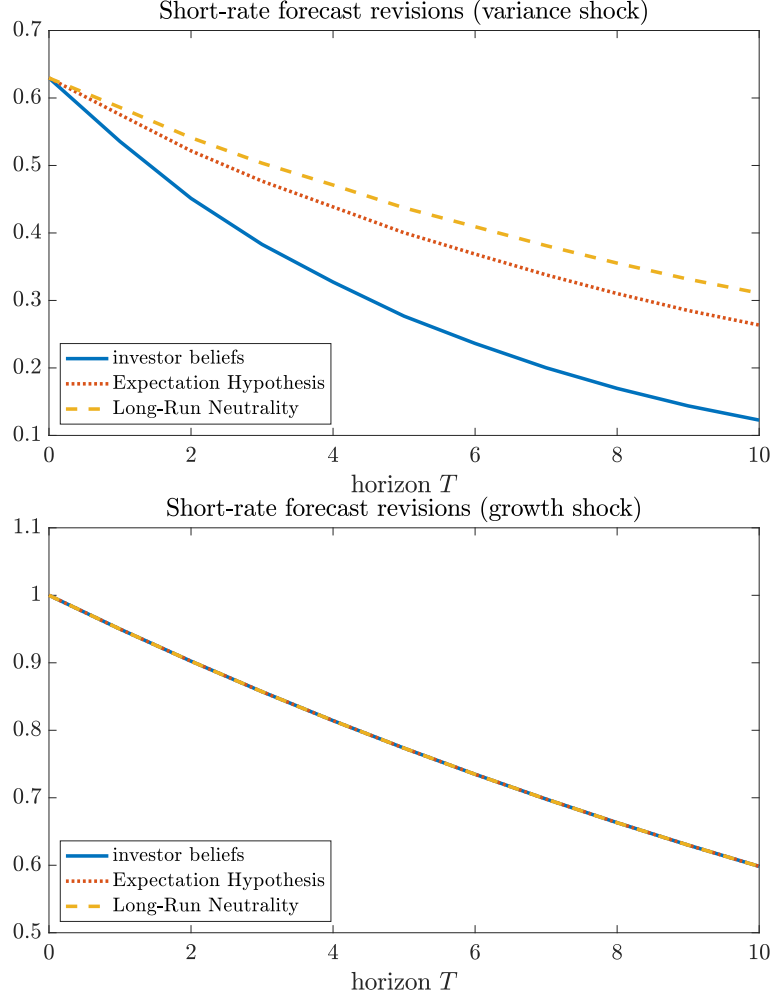 Short-rate forecast revisions (variance shock)
0.7
0.6
0.5
0.4
0.3
0.2
0.1
investor beliefs
Expectation Hypothesis
Long-Run Neutrality
0 2 4 6 8 10
horizon T
Short-rate forecast revisions (growth shock)
1.1
1
0.9
0.8
0.7
0.6
0.5
investor beliefs
Expectation Hypothesis
Long-Run Neutrality
0 2 4 6 8 10
horizon T